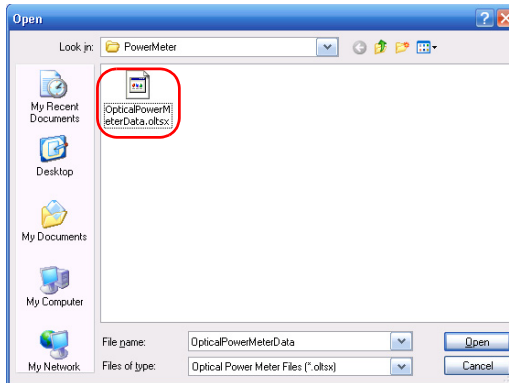 Open
Look in:
PowerMeter
My Recent
Documents
Desktop
My Documents
My Computer
My Network
OpticalPowerM
eterData.oltsx
File name:
OpticalPowerMeterData
Open
Files of type:
Optical Power Meter Files (*.oltsx)
Cancel